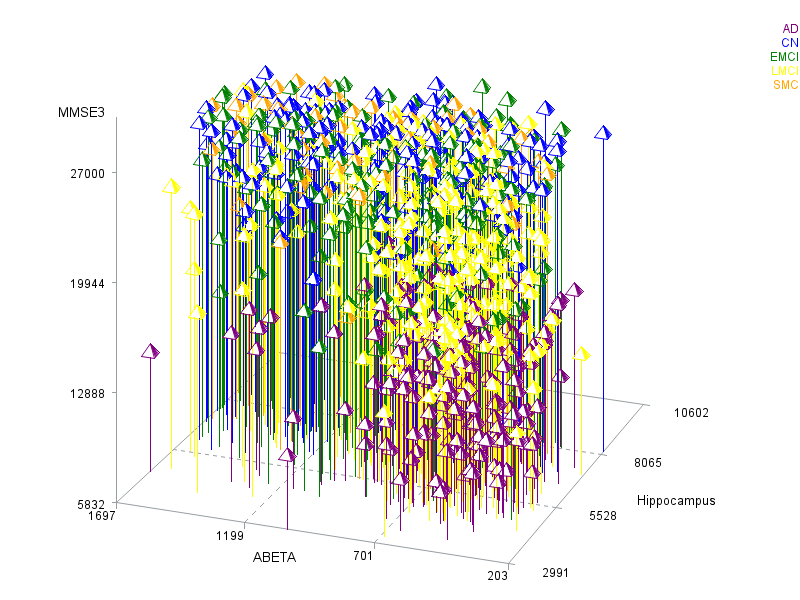 AD
CN
EMCI
LMCI
SMC
MMSE3
27000
19944
12888
5832
1697
1199
701
203
ABETA
10602
8065
5528
2991
Hippocampus